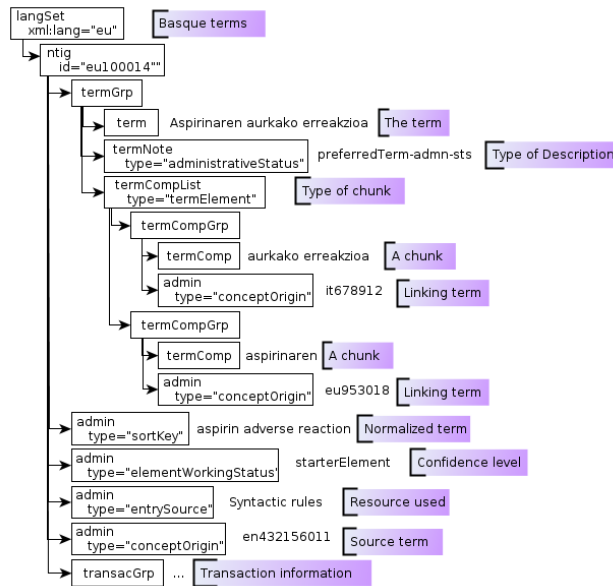 langSet
xml:lang="eu"
Basque terms
ntig
id="eu100014""
termGrp
term
Aspirinaren aurkako erreakzioa
The term
termNote
type="administrativeStatus"
preferredTerm-admn-sts
Type of Description
termCompList
type="termElement"
Type of chunk
termCompGrp
termComp
aurkako erreakzioa
A chunk
admin
type="conceptOrigin"
it678912
Linking term
termCompGrp
termComp
aspirinaren
A chunk
admin
type="conceptOrigin"
eu953018
Linking term
admin
type="sortKey"
aspirin adverse reaction
Normalized term
admin
type="elementWorkingStatus"
starterElement
Confidence level
admin
type="entrySource"
Syntactic rules
Resource used
admin
type="conceptOrigin"
en432156011
Source term
transacGrp
...
Transaction information